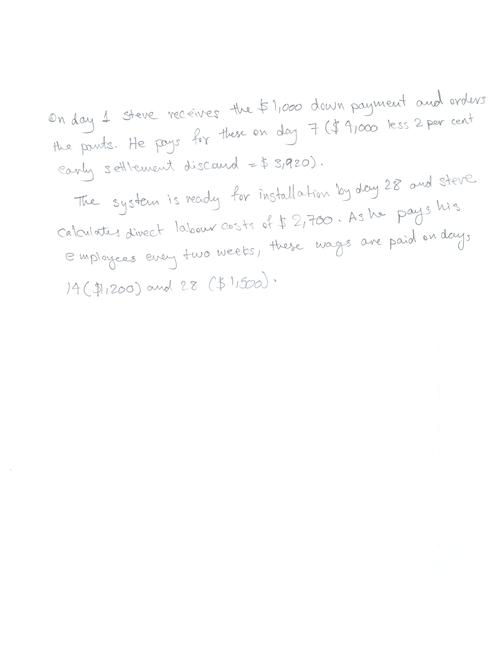 On day 1 Steve receives the $1,000 down payment and orders
the parts. He pays for these on day 7 ($4,000 less 2 per cent
early settlement discound = $3,920).
The system is ready for installation by day 28 and steve
calculates direct labour costs of $2,700. As he pays his
employees every two weeks, these wags are paid on days
14 ($1,200) and 28 ($1,500).